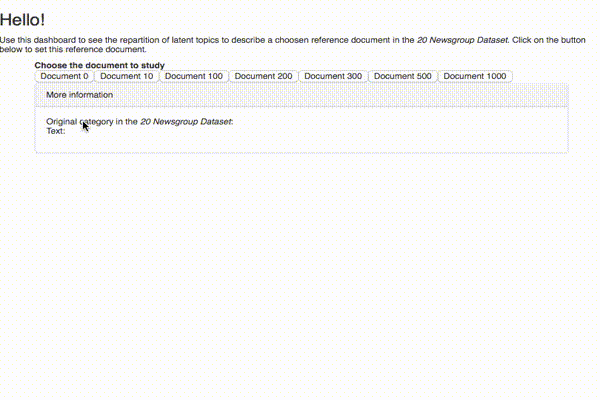 Hello!
Use this dashboard to see the repartition of latent topics to describe a choosen reference document in the 20 Newsgroup Dataset. Click on the button
below to set this reference document.
Choose the document to study
Document 0 Document 10 Document 100 Document 200 Document 300 Document 500 Document 1000
More information
Original category in the 20 Newsgroup Dataset:
Text: